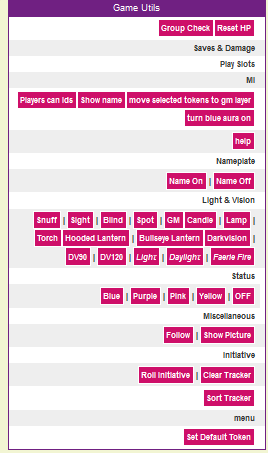 Game Utils
Group Check Reset HP
Saves & Damage
Play Slots
MI
Players can ids Show name move selected tokens to gm layer
turn blue aura on
help
Nameplate
Name On | Name Off
Light & Vision
Snuff | Sight | Blind | Spot | GM Candle | Lamp |
Torch Hooded Lantern | Bullseye Lantern Darkvision |
DV90 | DV120 | Light | Daylight | Faerie Fire
Status
Blue | Purple | Pink | Yellow | OFF
Miscellaneous
Follow | Show Picture
Initiative
Roll Initiative | Clear Tracker
Sort Tracker
menu
Set Default Token